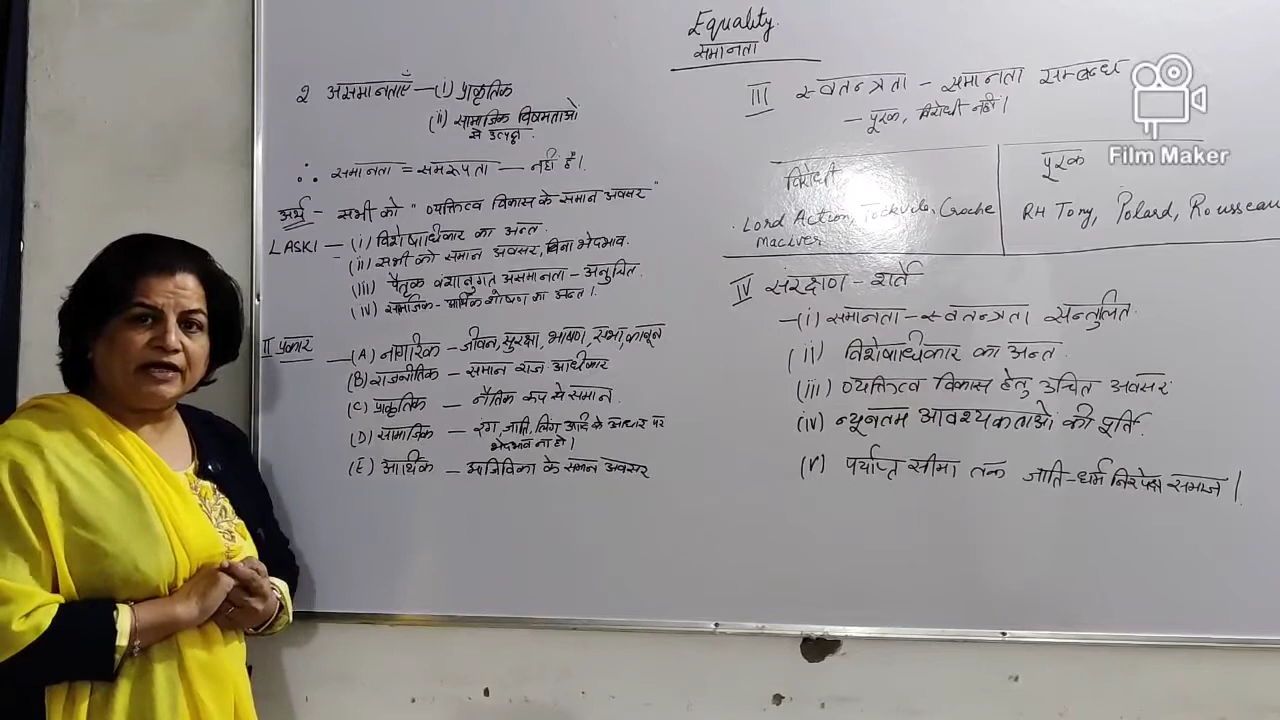 Equality
समानता
2 असमानताएँ — (i) प्राकृतिक
(ii) सामाजिक विषमताओं
से उत्पन्न.
∴ समानता = समरूपता — नहीं है।
अर्थ - सभी को "व्यक्तित्व विकास के समान अवसर"
LASKI — (i) विशेषाधिकार का अन्त.
(ii) सभी को समान अवसर, बिना भेदभाव.
(iii) पैतृक वंशानुगत असमानता - अनुचित.
(iv) सामाजिक - आर्थिक शोषण का अन्त।
II प्रकार — (A) नागरिक - जीवन, सुरक्षा, भाषण, सभा, कानून
(B) राजनीतिक - समान राज अधिकार
(C) प्राकृतिक — नैतिक रूप से समान.
(D) सामाजिक — रंग, जाति, लिंग आदि के आधार पर
भेदभाव ना हो।
(E) आर्थिक — आजिविका के समान अवसर
III स्वतन्त्रता - समानता सम्बन्ध
- पूरक, विरोधी नहीं।
विरोधी
Lord Action, Tockvile, Croche
MacIver
पूरक
RH Tony, Polard, Rousseau
IV संरक्षण - शर्तें
- (i) समानता - स्वतन्त्रता सन्तुलित.
(ii) विशेषाधिकार का अन्त.
(iii) व्यक्तित्व विकास हेतु उचित अवसर
(iv) न्यूनतम आवश्यकताओं की पूर्ति.
(v) पर्याप्त सीमा तक जाति-धर्म निरपेक्ष समाज।
Film Maker